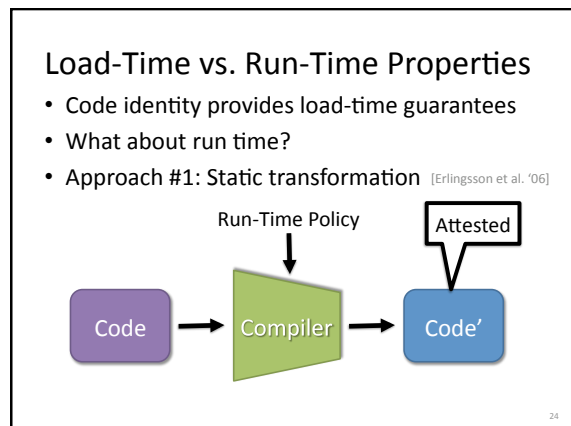 Load-Time vs. Run-Time Properties
• Code identity provides load-time guarantees
• What about run time?
• Approach #1: Static transformation [Erlingsson et al. ‘06]
Run-Time Policy
Attested
Code
Compiler
Code’
24